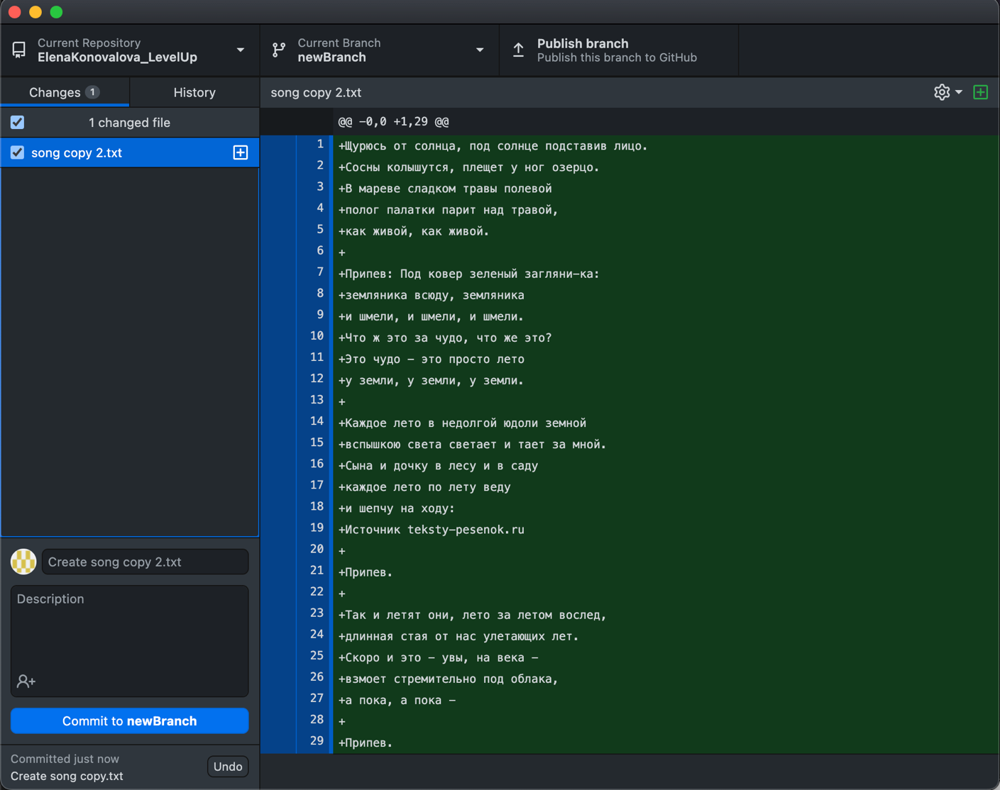 Current Repository
ElenaKonovalova_LevelUp
Current Branch
newBranch
Publish branch
Publish this branch to GitHub
Changes 1
History
song copy 2.txt
1 changed file
song copy 2.txt
@@ -0,0 +1,29 @@
1 +Щурюсь от солнца, под солнце подставив лицо.
2 +Сосны колышутся, плещет у ног озерцо.
3 +В мареве сладком травы полевой
4 +полог палатки парит над травой,
5 +как живой, как живой.
6 +
7 +Припев: Под ковер зеленый загляни-ка:
8 +земляника всюду, земляника
9 +и шмели, и шмели, и шмели.
10 +Что ж это за чудо, что же это?
11 +Это чудо - это просто лето
12 +у земли, у земли, у земли.
13 +
14 +Каждое лето в недолгой юдоли земной
15 +вспышкою света светает и тает за мной.
16 +Сына и дочку в лесу и в саду
17 +каждое лето по лету веду
18 +и шепчу на ходу:
19 +Источник teksty-pesenok.ru
20 +
21 +Припев.
22 +
23 +Так и летят они, лето за летом вослед,
24 +длинная стая от нас улетающих лет.
25 +Скоро и это - увы, на века -
26 +взмоет стремительно под облака,
27 +а пока, а пока -
28 +
29 +Припев.
Create song copy 2.txt
Description
Commit to newBranch
Committed just now
Create song copy.txt
Undo